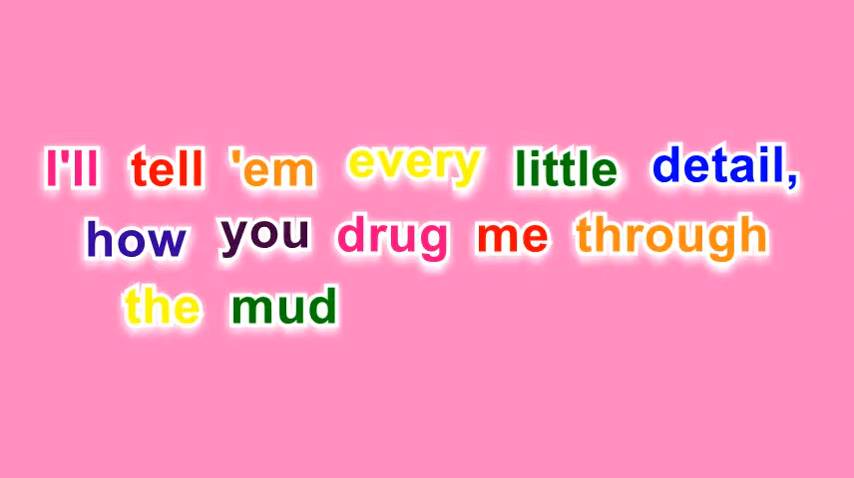 I'll tell 'em every little detail,
how you drug me through
the mud